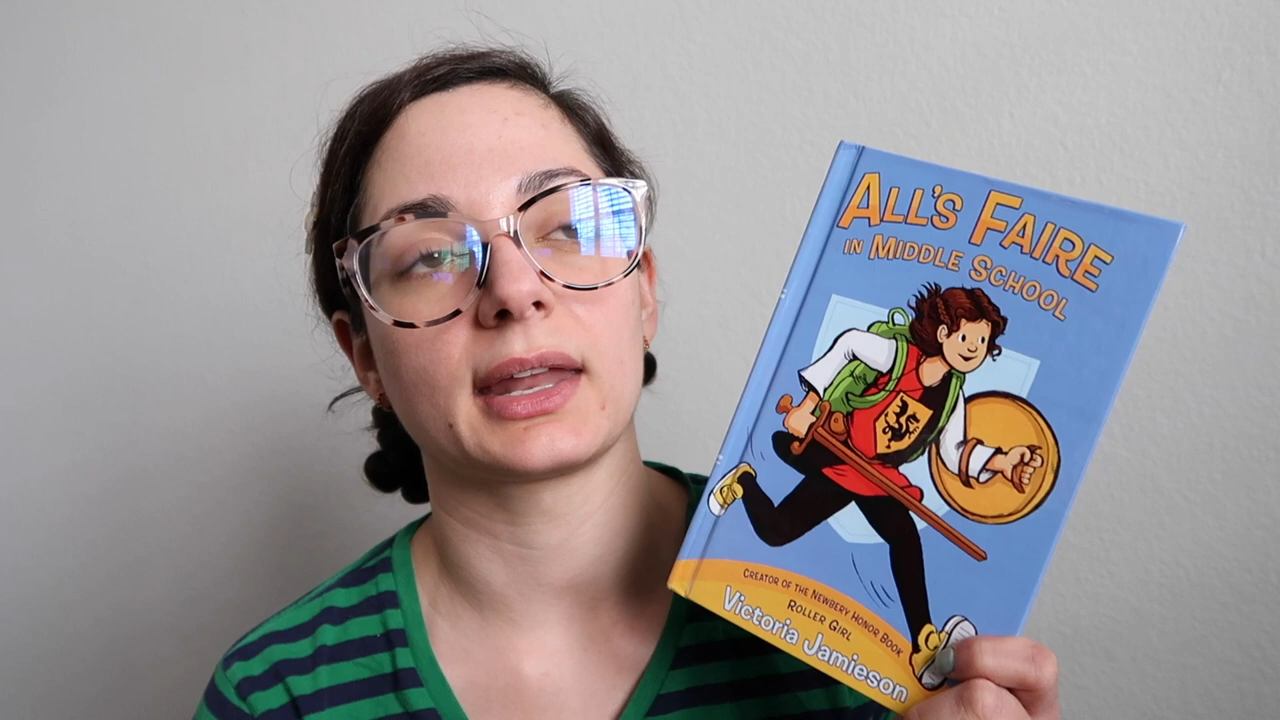 ALL'S FAIRE
IN MIDDLE SCHOOL
CREATOR OF THE NEWBERY HONOR BOOK
ROLLER GIRL
Victoria Jamieson